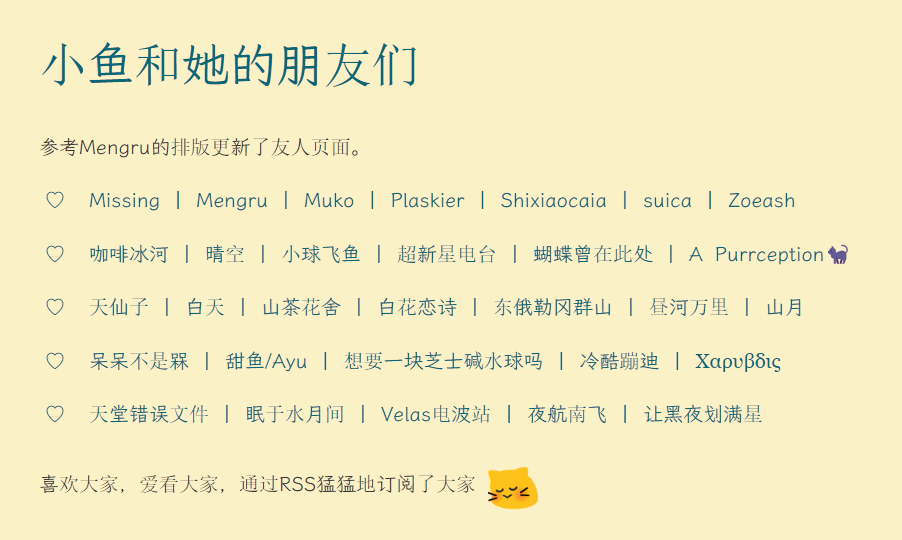 小鱼和她的朋友们
参考Mengru的排版更新了友人页面。
♡ Missing | Mengru | Muko | Plaskier | Shixiaocaia | suica | Zoeash
♡ 咖啡冰河 | 晴空 | 小球飞鱼 | 超新星电台 | 蝴蝶曾在此处 | A Purrception🐈‍⬛
♡ 天仙子 | 白天 | 山茶花舍 | 白花恋诗 | 东俄勒冈群山 | 昼河万里 | 山月
♡ 呆呆不是槑 | 甜鱼/Ayu | 想要一块芝士碱水球吗 | 冷酷蹦迪 | Χαρυβδις
♡ 天堂错误文件 | 眠于水月间 | Velas电波站 | 夜航南飞 | 让黑夜划满星
喜欢大家，爱看大家，通过RSS猛猛地订阅了大家